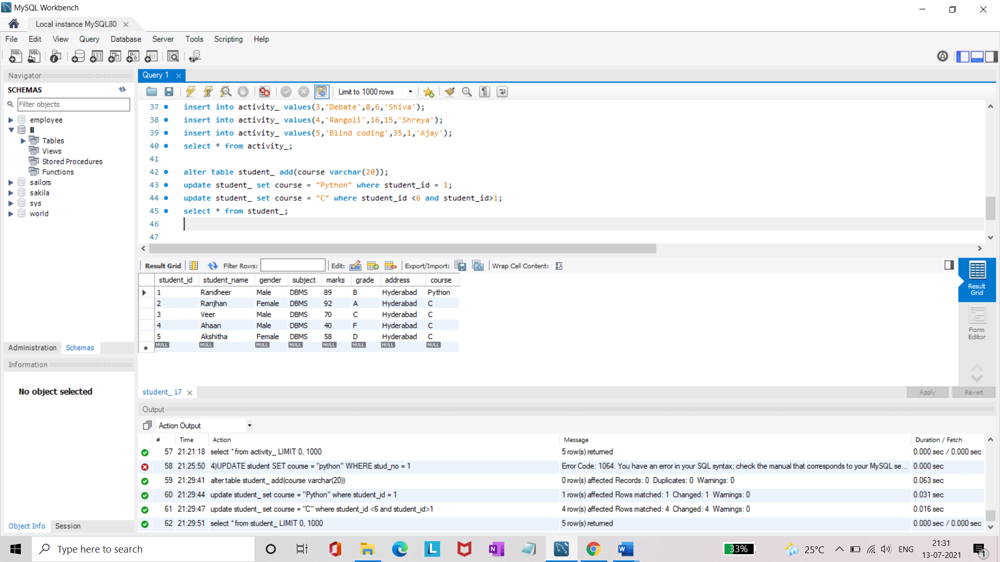 MySQL Workbench
Local instance MySQL80
File Edit View Query Database Server Tools Scripting Help
Navigator
SCHEMAS
Filter objects
employee
ll
Tables
Views
Stored Procedures
Functions
sailors
sakila
sys
world
Administration Schemas
Information
No object selected
Object Info Session
Query 1
Limit to 1000 rows
37 insert into activity_ values(3,'Debate',8,6,'Shiva');
38 insert into activity_ values(4,'Rangoli',16,15,'Shreya');
39 insert into activity_ values(5,'Blind coding',35,1,'Ajay');
40 select * from activity_;
41
42 alter table student_ add(course varchar(20));
43 update student_ set course = "Python" where student_id = 1;
44 update student_ set course = "C" where student_id <6 and student_id>1;
45 select * from student_;
46
47
Result Grid Filter Rows: Edit: Export/Import: Wrap Cell Content:
student_id student_name gender subject marks grade address course
1 Randheer Male DBMS 89 B Hyderabad Python
2 Ranjhan Female DBMS 92 A Hyderabad C
3 Veer Male DBMS 70 C Hyderabad C
4 Ahaan Male DBMS 40 F Hyderabad C
5 Akshitha Female DBMS 58 D Hyderabad C
NULL NULL NULL NULL NULL NULL NULL NULL
Result
Grid
Form
Editor
student_ 17
Apply Revert
Output
Action Output
# Time Action Message Duration / Fetch
57 21:21:18 select * from activity_ LIMIT 0, 1000 5 row(s) returned 0.000 sec / 0.000 sec
58 21:25:50 4)UPDATE student SET course = "python" WHERE stud_no = 1 Error Code: 1064. You have an error in your SQL syntax; check the manual that corresponds to your MySQL se... 0.000 sec
59 21:29:41 alter table student_ add(course varchar(20)) 0 row(s) affected Records: 0 Duplicates: 0 Warnings: 0 0.063 sec
60 21:29:44 update student_ set course = "Python" where student_id = 1 1 row(s) affected Rows matched: 1 Changed: 1 Warnings: 0 0.031 sec
61 21:29:47 update student_ set course = "C" where student_id <6 and student_id>1 4 row(s) affected Rows matched: 4 Changed: 4 Warnings: 0 0.016 sec
62 21:29:51 select * from student_ LIMIT 0, 1000 5 row(s) returned 0.000 sec / 0.000 sec
Type here to search
33%
25°C
ENG
21:31
13-07-2021
1